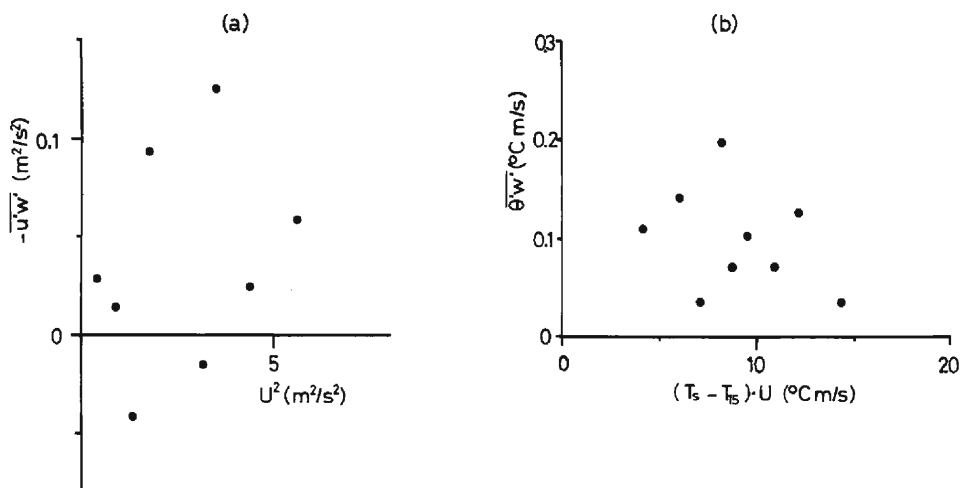 (a)
0.1
0
-u'w' (m²/s²)
5
U² (m²/s²)
(b)
0.3
0.2
0.1
0
θ'w' (°C m/s)
0
10
20
(Ts - T15)·U (°C m/s)